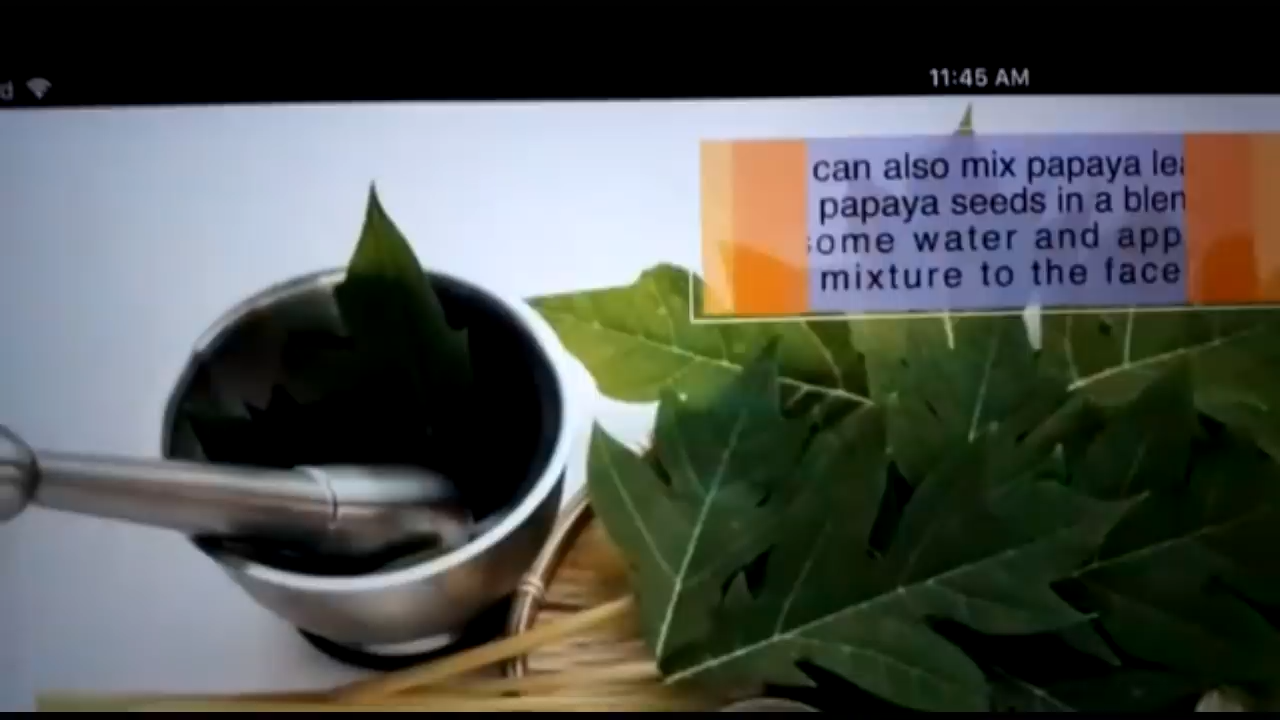 11:45 AM
can also mix papaya
papaya seeds in a
water and
mixture to the face